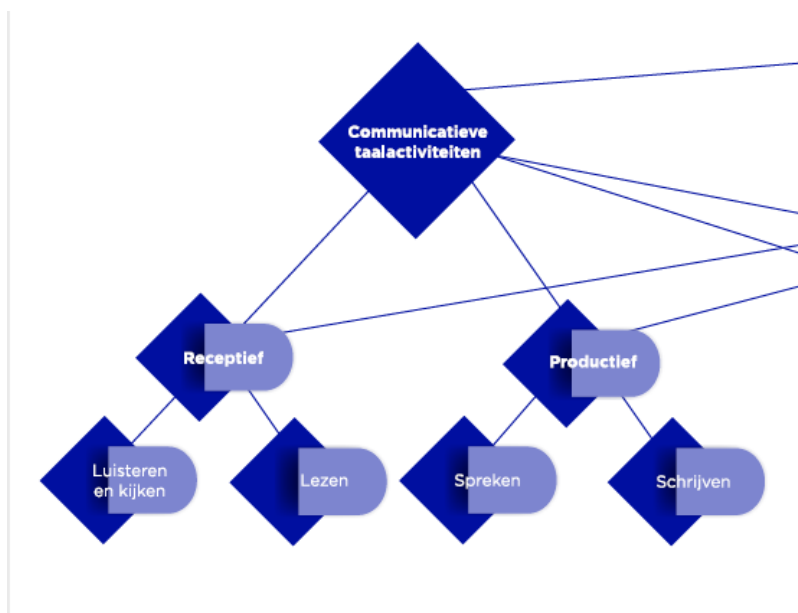 Communicatieve
taalactiviteiten
Receptief
Productief
Luisteren
en kijken
Lezen
Spreken
Schrijven